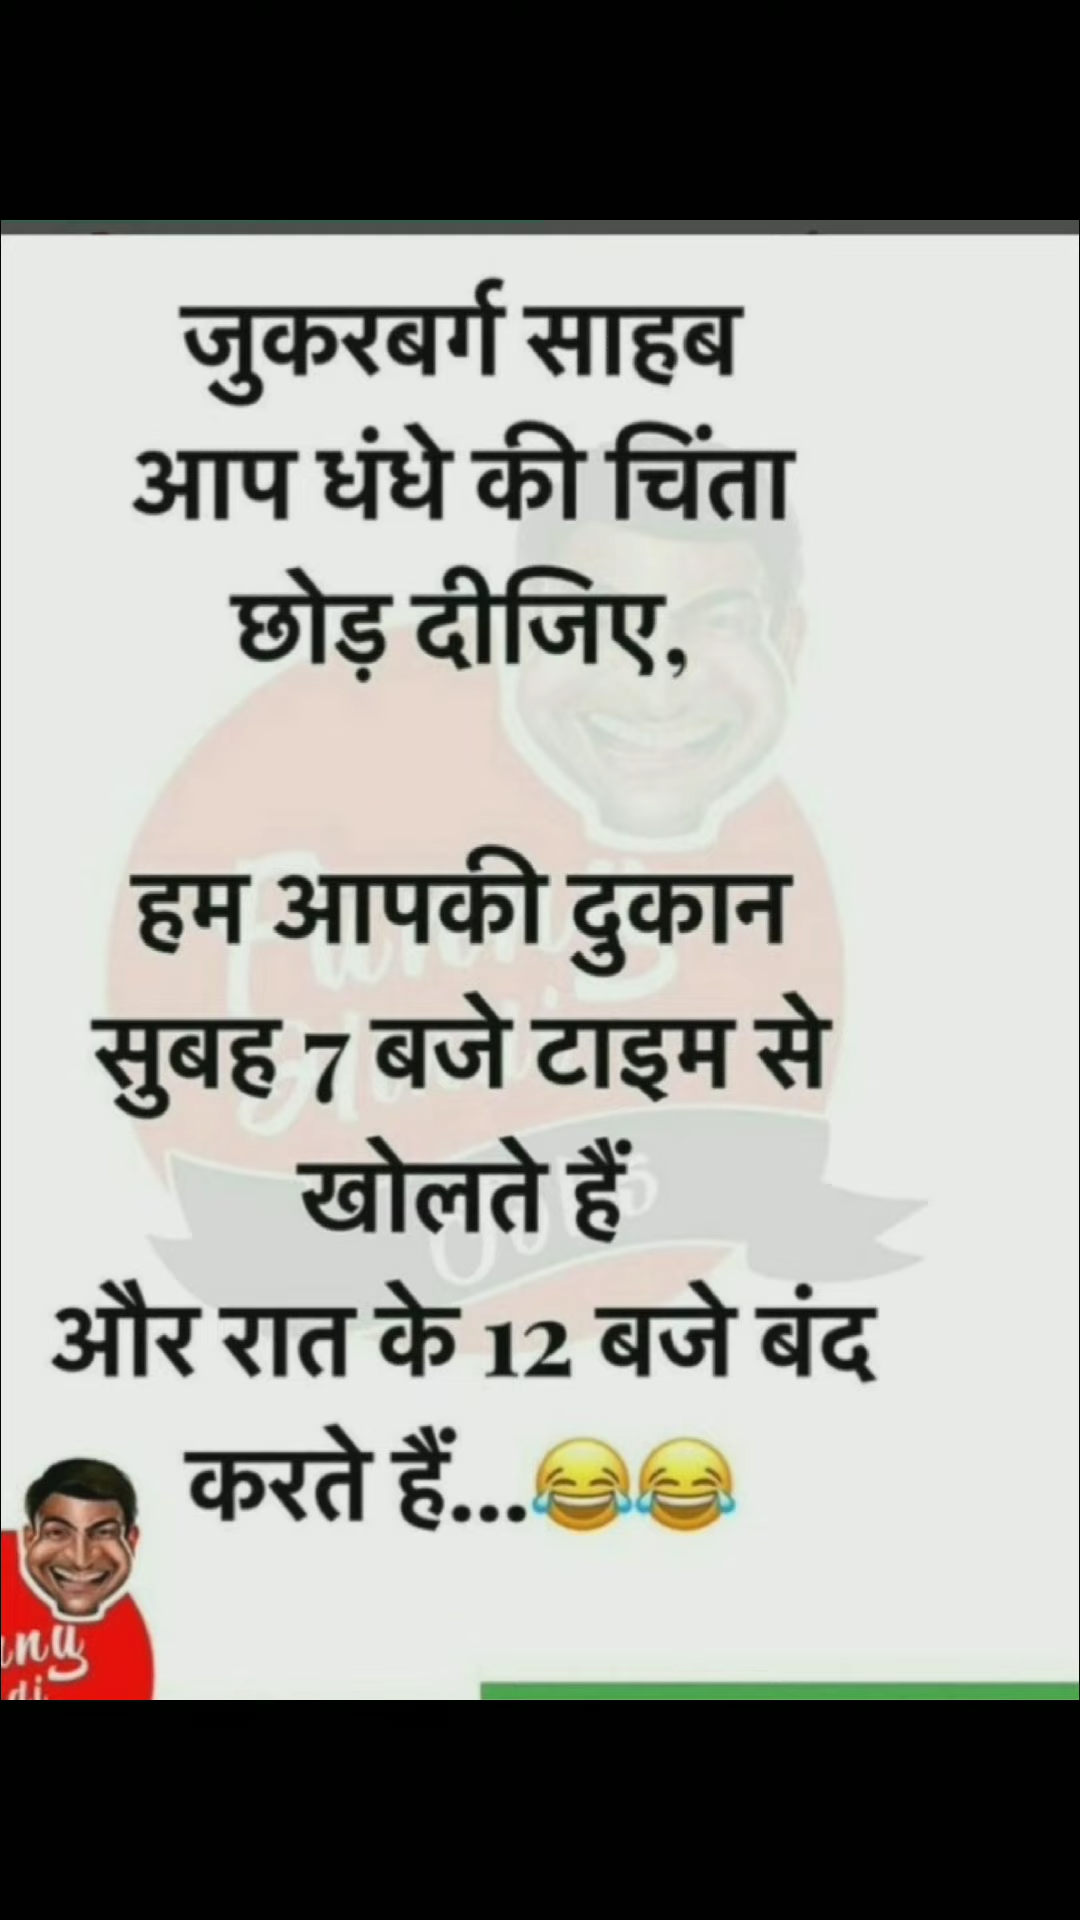 जुकरबर्ग साहब
आप धंधे की चिंता
छोड़ दीजिए,
हम आपकी दुकान
सुबह 7 बजे टाइम से
खोलते हैं
और रात के 12 बजे बंद
करते हैं...😂😂